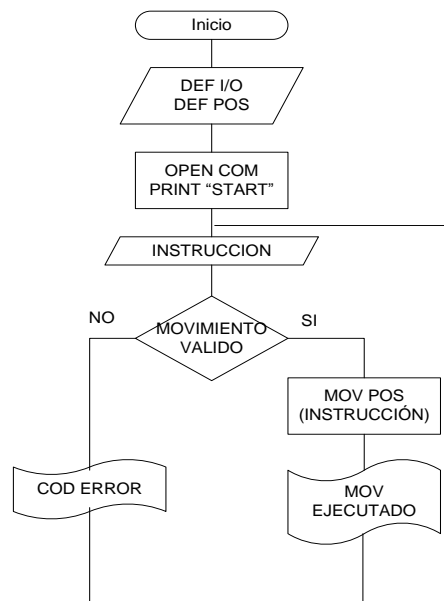 Inicio
DEF I/O
DEF POS
OPEN COM
PRINT “START”
INSTRUCCION
NO
SI
MOVIMIENTO
VALIDO
MOV POS
(INSTRUCCIÓN)
COD ERROR
MOV
EJECUTADO